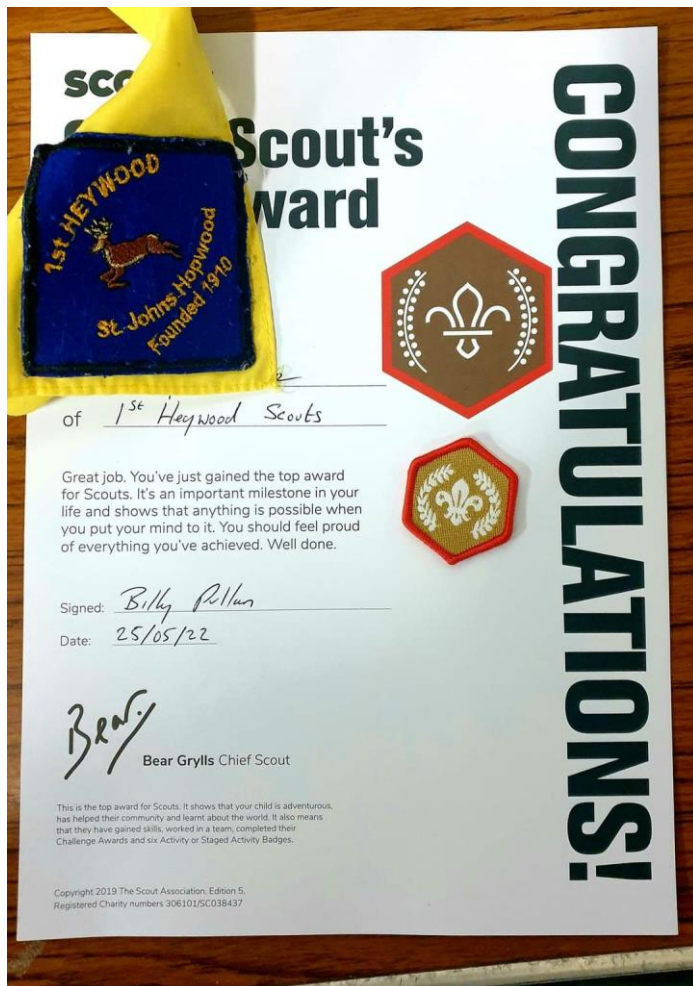 Scout's
ward
1st. HEYWOOD
St. Johns. Hopwood
Founded 1910
of 1st Heywood Scouts
Great job. You've just gained the top award
for Scouts. It's an important milestone in your
life and shows that anything is possible when
you put your mind to it. You should feel proud
of everything you've achieved. Well done.
Signed: Billy
Date: 25/05/22
Bear.
Bear Grylls Chief Scout
This is the top award for Scouts. It shows that your child is adventurous,
has helped their community and learnt about the world. It also means
that they have gained skills, worked in a team, completed their
Challenge Awards and six Activity or Staged Activity Badges.
Copyright 2019 The Scout Association. Edition 5.
Registered Charity numbers 306101/SC038437
CONGRATULATIONS!